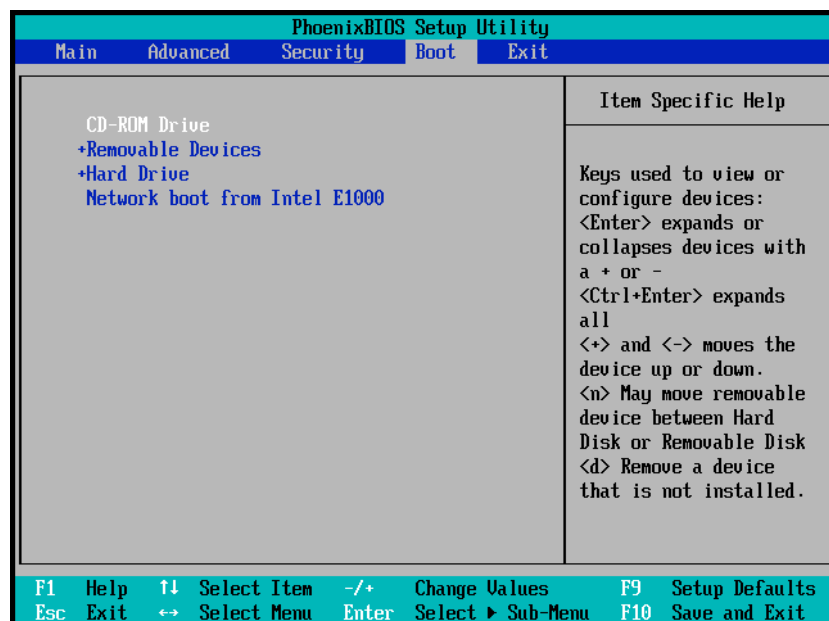 PhoenixBIOS Setup Utility
Main Advanced Security Boot Exit
CD-ROM Drive
+Removable Devices
+Hard Drive
Network boot from Intel E1000
Item Specific Help
Keys used to view or
configure devices:
<Enter> expands or
collapses devices with
a + or -
<Ctrl+Enter> expands
all
<+> and <-> moves the
device up or down.
<n> May move removable
device between Hard
Disk or Removable Disk
<d> Remove a device
that is not installed.
F1 Help ↑↓ Select Item -/+ Change Values F9 Setup Defaults
Esc Exit ↔ Select Menu Enter Select ▶ Sub-Menu F10 Save and Exit